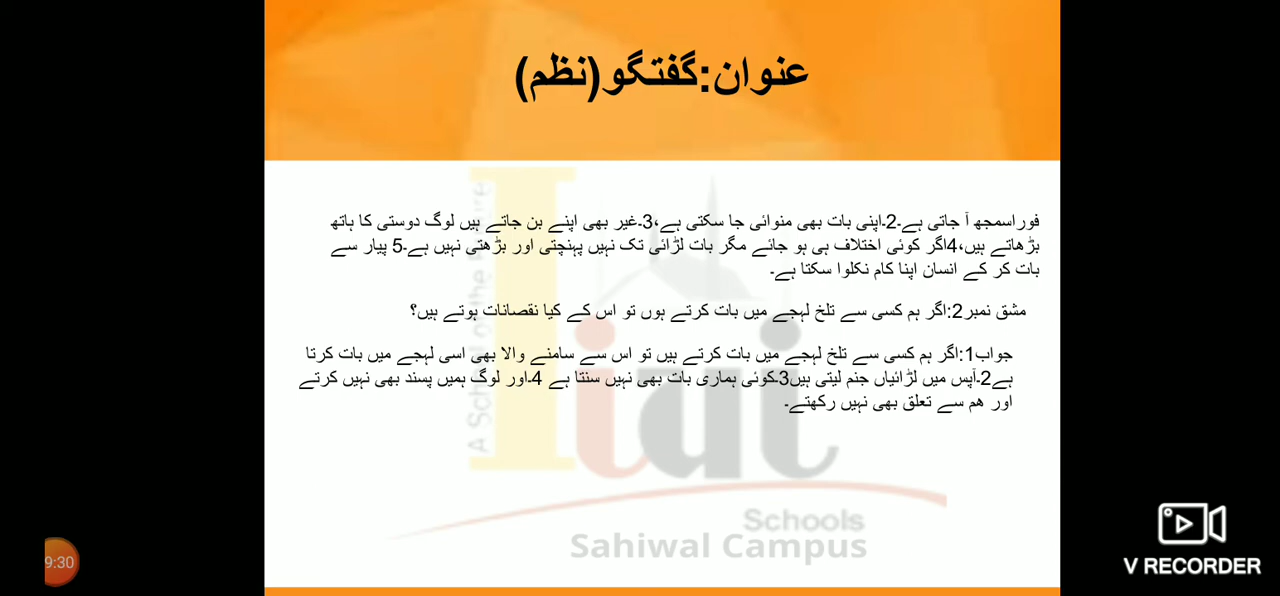 عنوان:گفتگو(نظم)
فوراسمجھ آ جاتی ہے۔2۔اپنی بات بھی منوائی جا سکتی ہے،3۔غیر بھی اپنے بن جاتے ہیں لوگ دوستی کا ہاتھ
بڑھاتے ہیں،4اگر کوئی اختلاف ہی ہو جائے مگر بات لڑائی تک نہیں پہنچتی اور بڑھتی نہیں ہے۔5 پیار سے
بات کر کے انسان اپنا کام نکلوا سکتا ہے۔
مشق نمبر2:اگر ہم کسی سے تلخ لہجے میں بات کرتے ہوں تو اس کے کیا نقصانات ہوتے ہیں؟
جواب1:اگر ہم کسی سے تلخ لہجے میں بات کرتے ہیں تو اس سے سامنے والا بھی اسی لہجے میں بات کرتا
ہے2۔آپس میں لڑائیاں جنم لیتی ہیں3۔کوئی ہماری بات بھی نہیں سنتا ہے 4۔اور لوگ ہمیں پسند بھی نہیں کرتے
اور ھم سے تعلق بھی نہیں رکھتے۔
A School of the Future
Iqat
Schools
Sahiwal Campus
9:30
V RECORDER